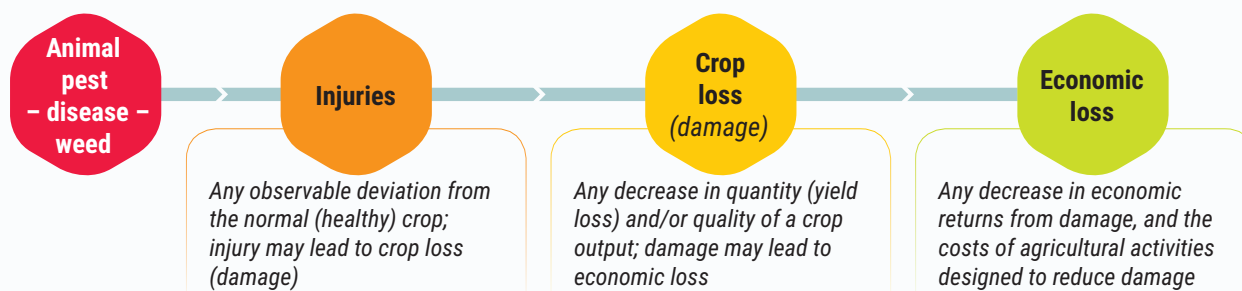 Animal
pest
– disease –
weed
Injuries
Crop
loss
(damage)
Economic
loss
Any observable deviation from
the normal (healthy) crop;
injury may lead to crop loss
(damage)
Any decrease in quantity (yield
loss) and/or quality of a crop
output; damage may lead to
economic loss
Any decrease in economic
returns from damage, and the
costs of agricultural activities
designed to reduce damage